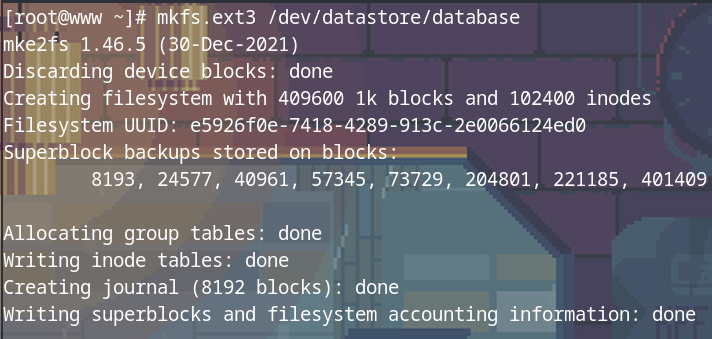 [root@www ~]# mkfs.ext3 /dev/datastore/database
mke2fs 1.46.5 (30-Dec-2021)
Discarding device blocks: done
Creating filesystem with 409600 1k blocks and 102400 inodes
Filesystem UUID: e5926f0e-7418-4289-913c-2e0066124ed0
Superblock backups stored on blocks:
8193, 24577, 40961, 57345, 73729, 204801, 221185, 401409
Allocating group tables: done
Writing inode tables: done
Creating journal (8192 blocks): done
Writing superblocks and filesystem accounting information: done